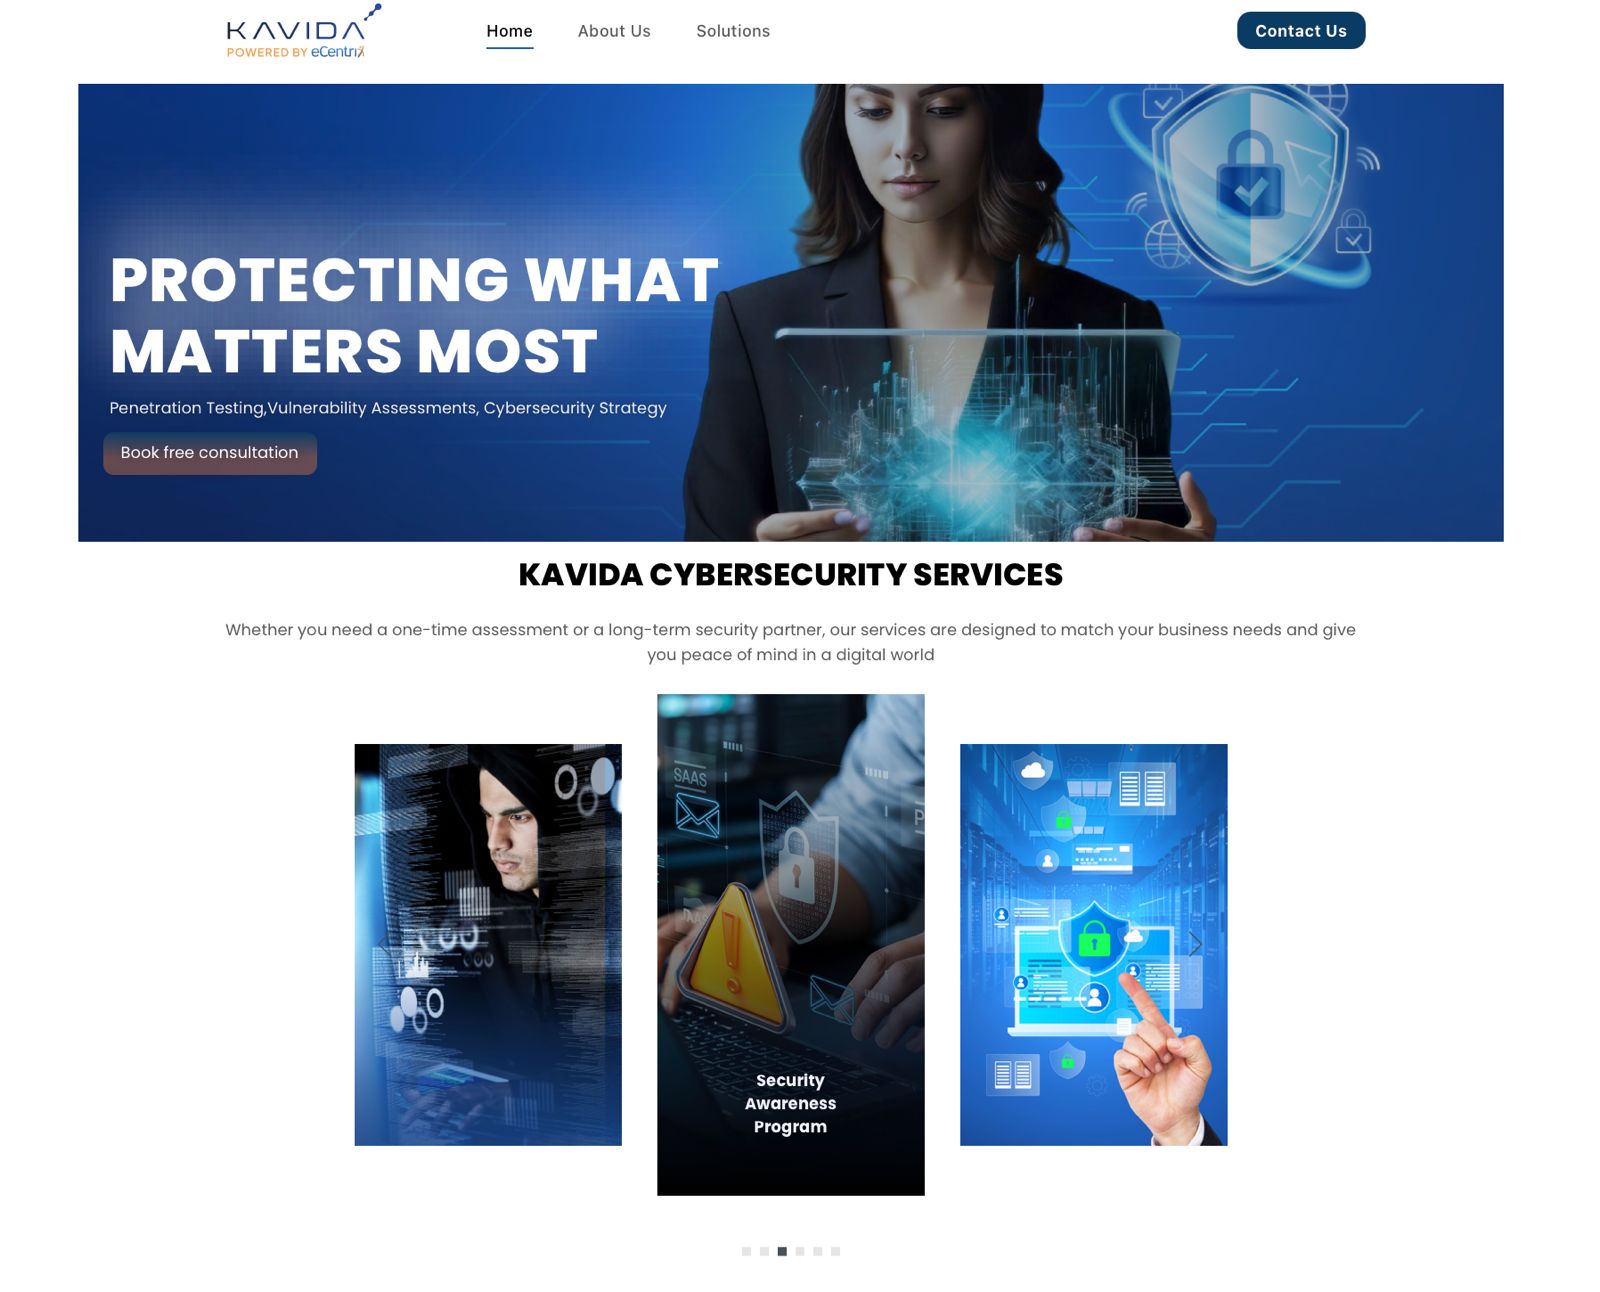 KAVIDA
POWERED BY eCentrix
Home
About Us
Solutions
Contact Us
PROTECTING WHAT
MATTERS MOST
Penetration Testing,Vulnerability Assessments, Cybersecurity Strategy
Book free consultation
KAVIDA CYBERSECURITY SERVICES
Whether you need a one-time assessment or a long-term security partner, our services are designed to match your business needs and give
you peace of mind in a digital world
SAAS
Security
Awareness
Program